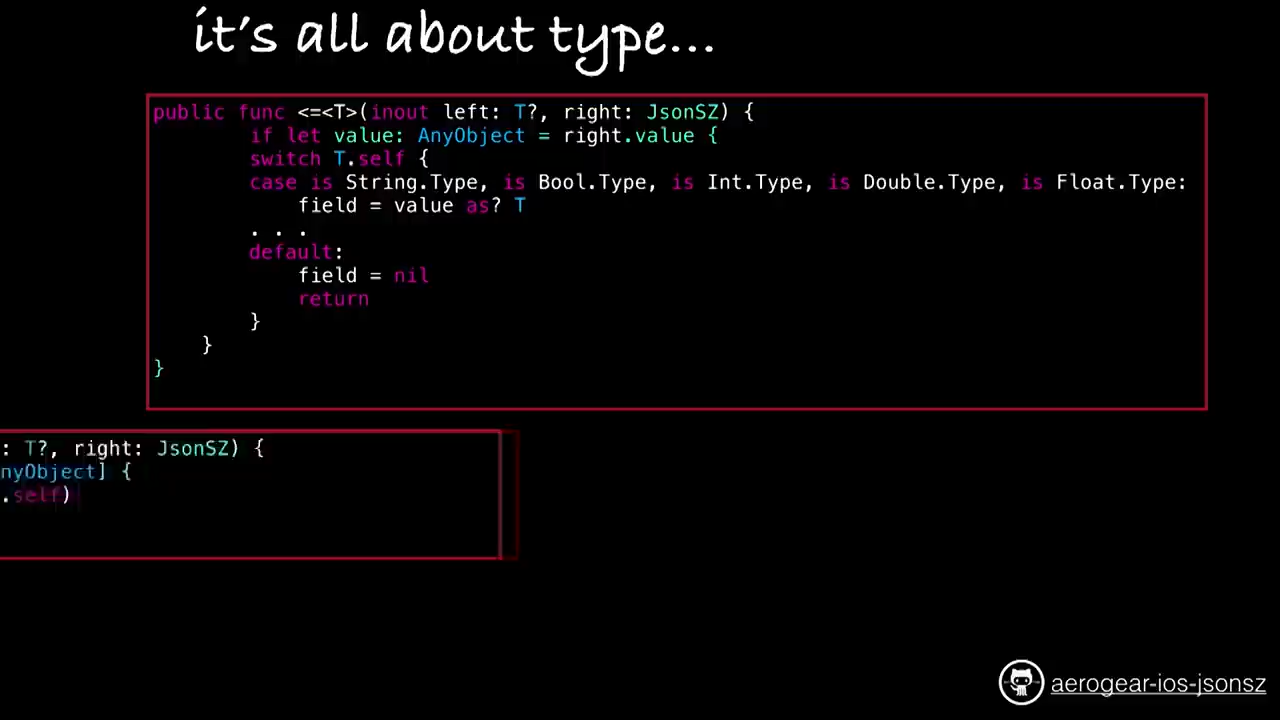 it's all about type...
public func <=<T>(inout left: T?, right: JsonSZ) {
if let value: AnyObject = right.value {
switch T.self {
case is String.Type, is Bool.Type, is Int.Type, is Double.Type, is Float.Type:
field = value as? T
. . .
default:
field = nil
return
}
}
}
: T?, right: JsonSZ) {
nyObject] {
.self)
aerogear-ios-jsonsz